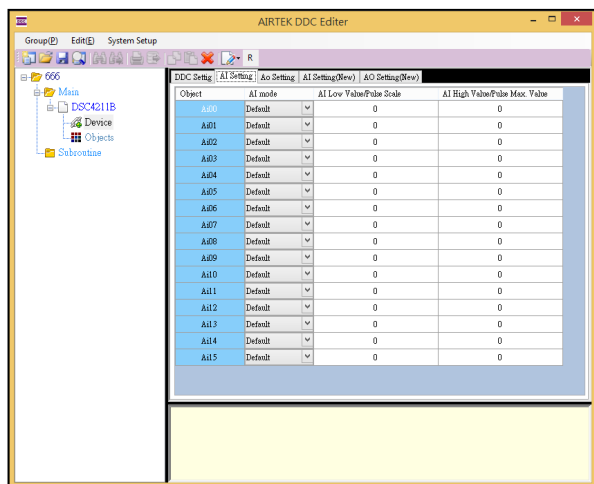 AIRTEK DDC Editer
Group(P) Edit(E) System Setup
R
666
Main
DSC4211B
Device
Objects
Subroutine
DDC Settig AI Setting Ao Setting AI Setting(New) AO Setting(New)
Object AI mode AI Low Value/Pulse Scale AI High Value/Pulse Max. Value
Ai00 Default 0 0
Ai01 Default 0 0
Ai02 Default 0 0
Ai03 Default 0 0
Ai04 Default 0 0
Ai05 Default 0 0
Ai06 Default 0 0
Ai07 Default 0 0
Ai08 Default 0 0
Ai09 Default 0 0
Ai10 Default 0 0
Ai11 Default 0 0
Ai12 Default 0 0
Ai13 Default 0 0
Ai14 Default 0 0
Ai15 Default 0 0